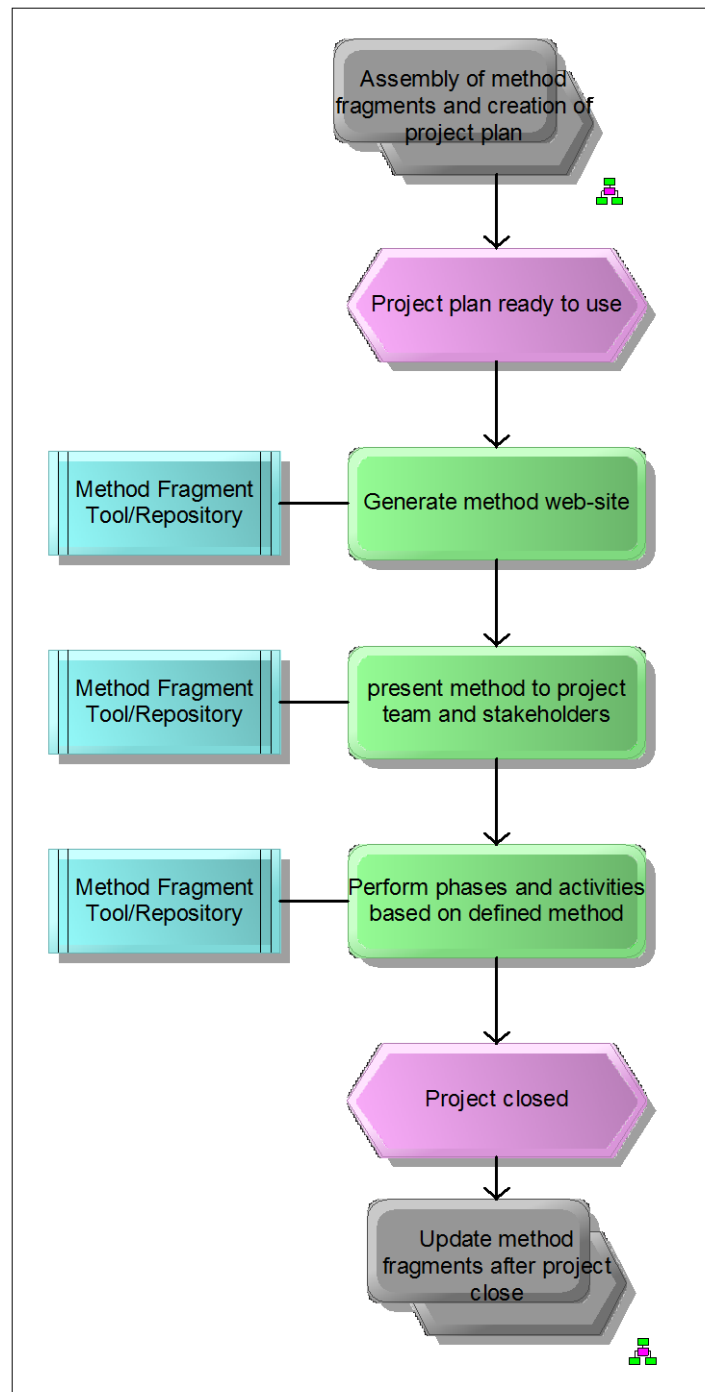 Assembly of method
fragments and creation of
project plan
Project plan ready to use
Method Fragment
Tool/Repository
Generate method web-site
Method Fragment
Tool/Repository
present method to project
team and stakeholders
Method Fragment
Tool/Repository
Perform phases and activities
based on defined method
Project closed
Update method
fragments after project
close